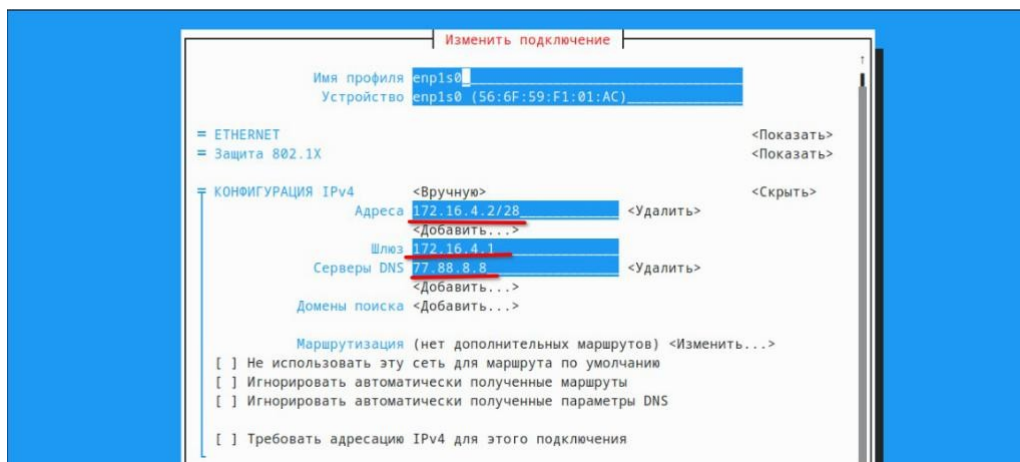 Изменить подключение
Имя профиля enp1s0
Устройство enp1s0 (56:6F:59:F1:01:AC)
= ETHERNET <Показать>
= Защита 802.1X <Показать>
КОНФИГУРАЦИЯ IPv4 <Вручную> <Скрыть>
Адреса 172.16.4.2/28 <Удалить>
<Добавить...>
Шлюз 172.16.4.1
Серверы DNS 77.88.8.8 <Удалить>
<Добавить...>
Домены поиска <Добавить...>
Маршрутизация (нет дополнительных маршрутов) <Изменить...>
[ ] Не использовать эту сеть для маршрута по умолчанию
[ ] Игнорировать автоматически полученные маршруты
[ ] Игнорировать автоматически полученные параметры DNS
[ ] Требовать адресацию IPv4 для этого подключения